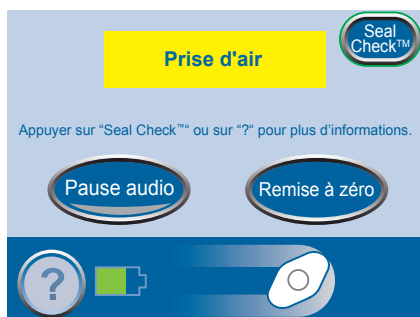 Seal
Check™
Prise d'air
Appuyer sur “Seal Check™“ ou sur “?“ pour plus d’informations.
Pause audio
Remise à zéro
?